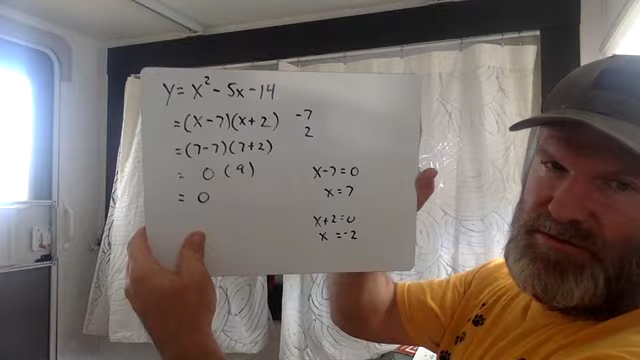 y = x² - 5x - 14
= (x - 7)(x + 2)
-7
2
= (7 - 7)(7 + 2)
= 0 (9)
= 0
x - 7 = 0
x = 7
x + 2 = 0
x = -2